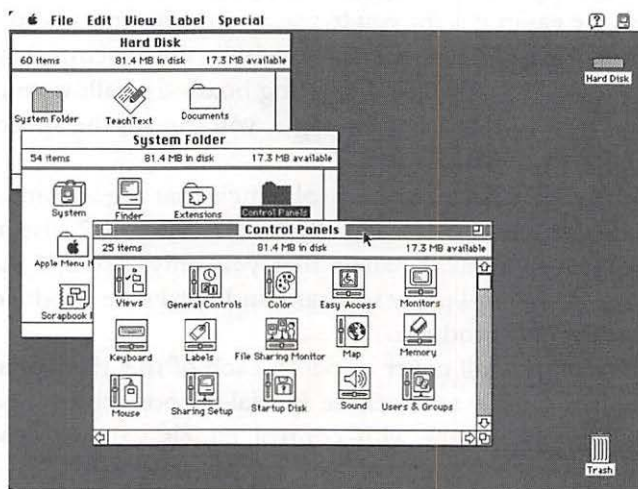 File Edit View Label Special
Hard Disk
60 items 81.4 MB in disk 17.3 MB available
Hard Disk
System Folder TeachText Documents
System Folder
54 items 81.4 MB in disk 17.3 MB available
System Finder Extensions Control Panels
Control Panels
25 items 81.4 MB in disk 17.3 MB available
Apple Menu
Views General Controls Color Easy Access Monitors
Scrapbook
Keyboard Labels File Sharing Monitor Map Memory
Mouse Sharing Setup Startup Disk Sound Users & Groups
Trash